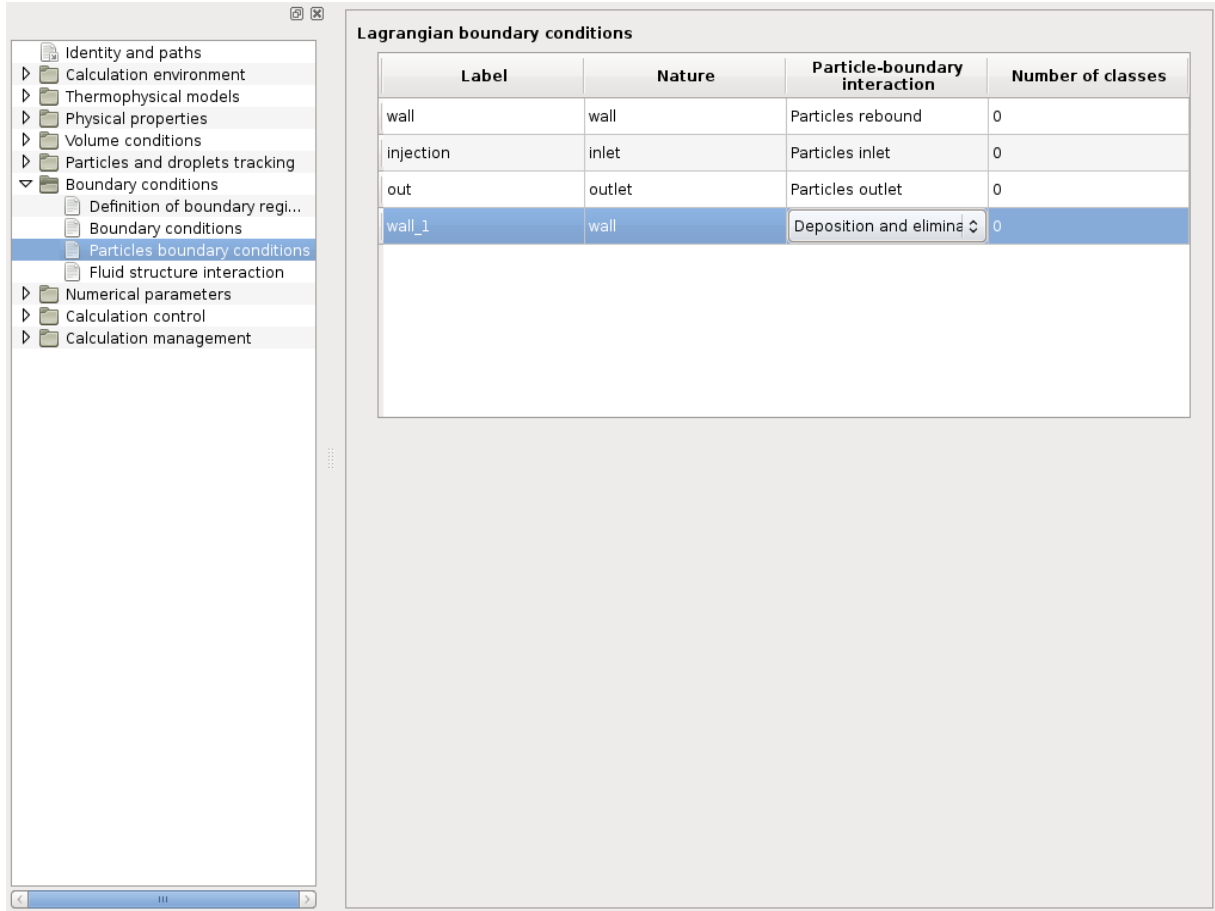 Identity and paths
Calculation environment
Thermophysical models
Physical properties
Volume conditions
Particles and droplets tracking
Boundary conditions
Definition of boundary regi...
Boundary conditions
Particles boundary conditions
Fluid structure interaction
Numerical parameters
Calculation control
Calculation management
Lagrangian boundary conditions
Label Nature Particle-boundary interaction Number of classes
wall wall Particles rebound 0
injection inlet Particles inlet 0
out outlet Particles outlet 0
wall_1 wall Deposition and elimina 0